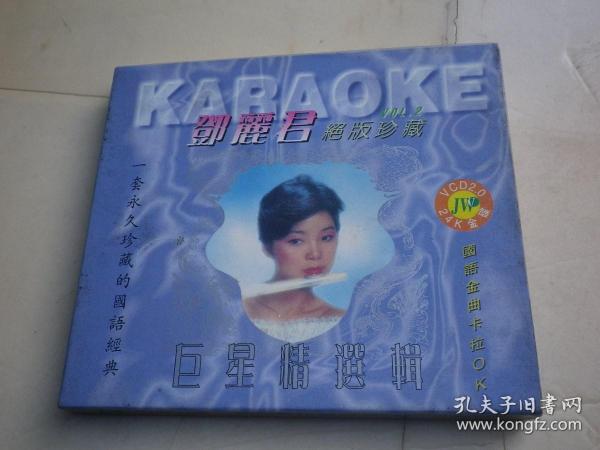 KARAOKE
VOL.2
鄧麗君 絕版珍藏
一套永久珍藏的國語經典
VCD2.0
JW
24K金碟
國語金曲卡拉OK
巨星精選輯
孔夫子旧书网
www.kongfz.com